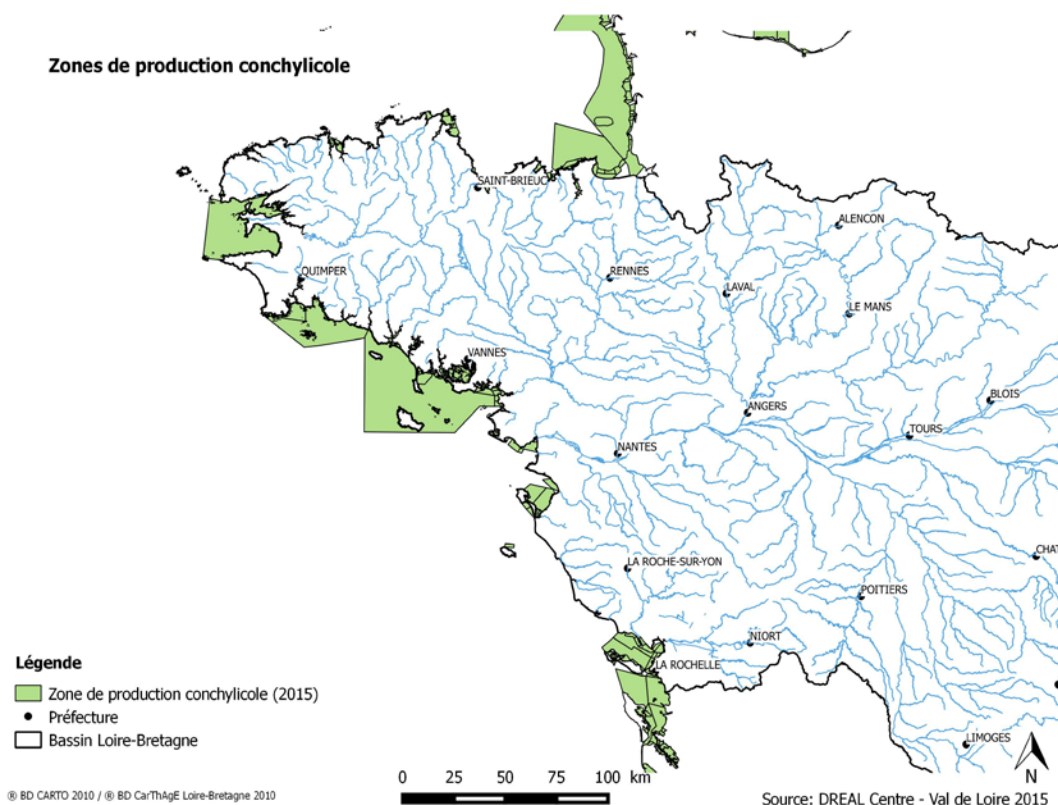 Zones de production conchylicole
SAINT-BRIEUC
ALENCON
QUIMPER
RENNES
LAVAL
LE MANS
VANNES
BLOIS
ANGERS
TOURS
NANTES
CHAT
LA ROCHE-SUR-YON
POITIERS
NIORT
LA ROCHELLE
LIMOGES
Légende
Zone de production conchylicole (2015)
Préfecture
Bassin Loire-Bretagne
0 25 50 75 100 km
N
® BD CARTO 2010 / ® BD CarThAgE Loire-Bretagne 2010
Source: DREAL Centre - Val de Loire 2015